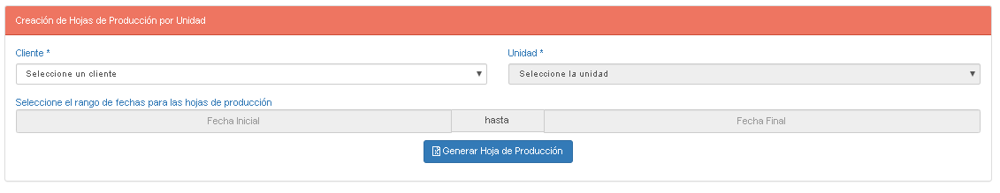 Creación de Hojas de Producción por Unidad
Cliente * Unidad *
Seleccione un cliente Seleccione la unidad
Seleccione el rango de fechas para las hojas de producción
Fecha Inicial hasta Fecha Final
Generar Hoja de Producción